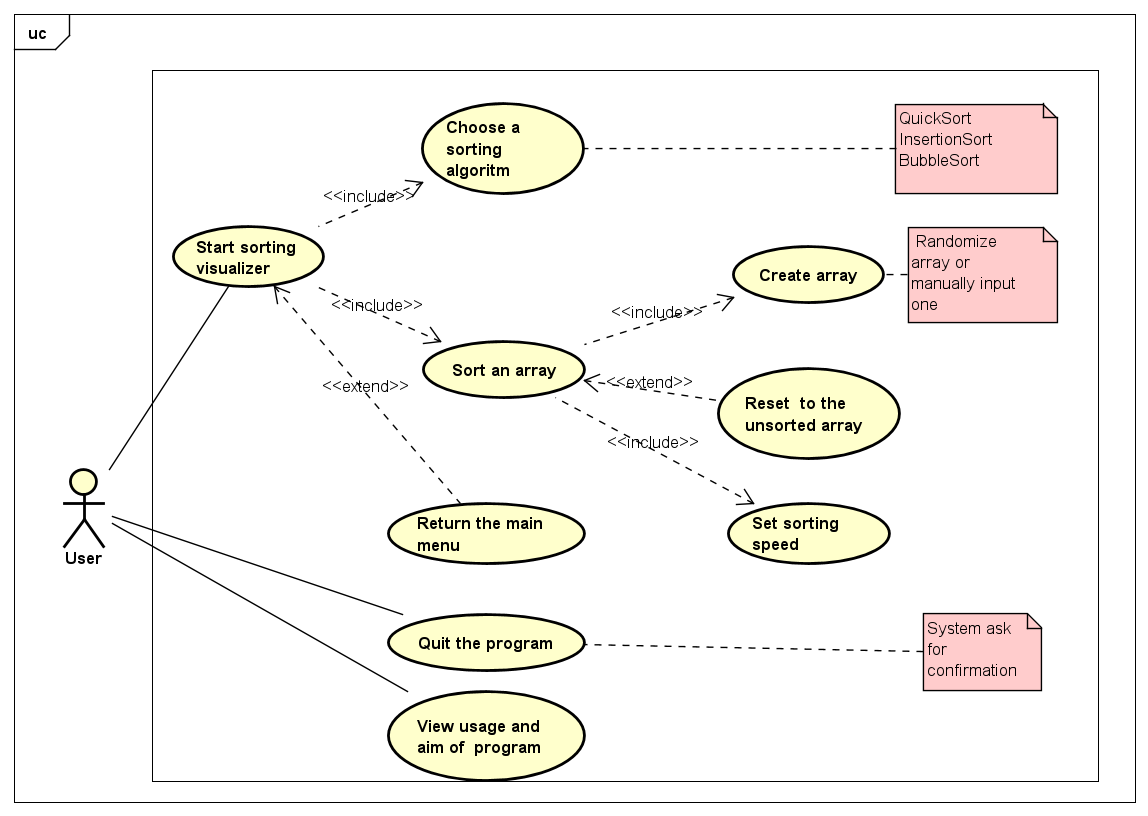 uc
Choose a
sorting
algoritm
QuickSort
InsertionSort
BubbleSort
<<include>>
Start sorting
visualizer
Randomize
array or
manually input
one
Create array
<<include>>
<<include>>
Sort an array
<<extend>>
<<extend>>
Reset to the
unsorted array
<<include>>
Return the main
menu
Set sorting
speed
User
Quit the program
System ask
for
confirmation
View usage and
aim of program